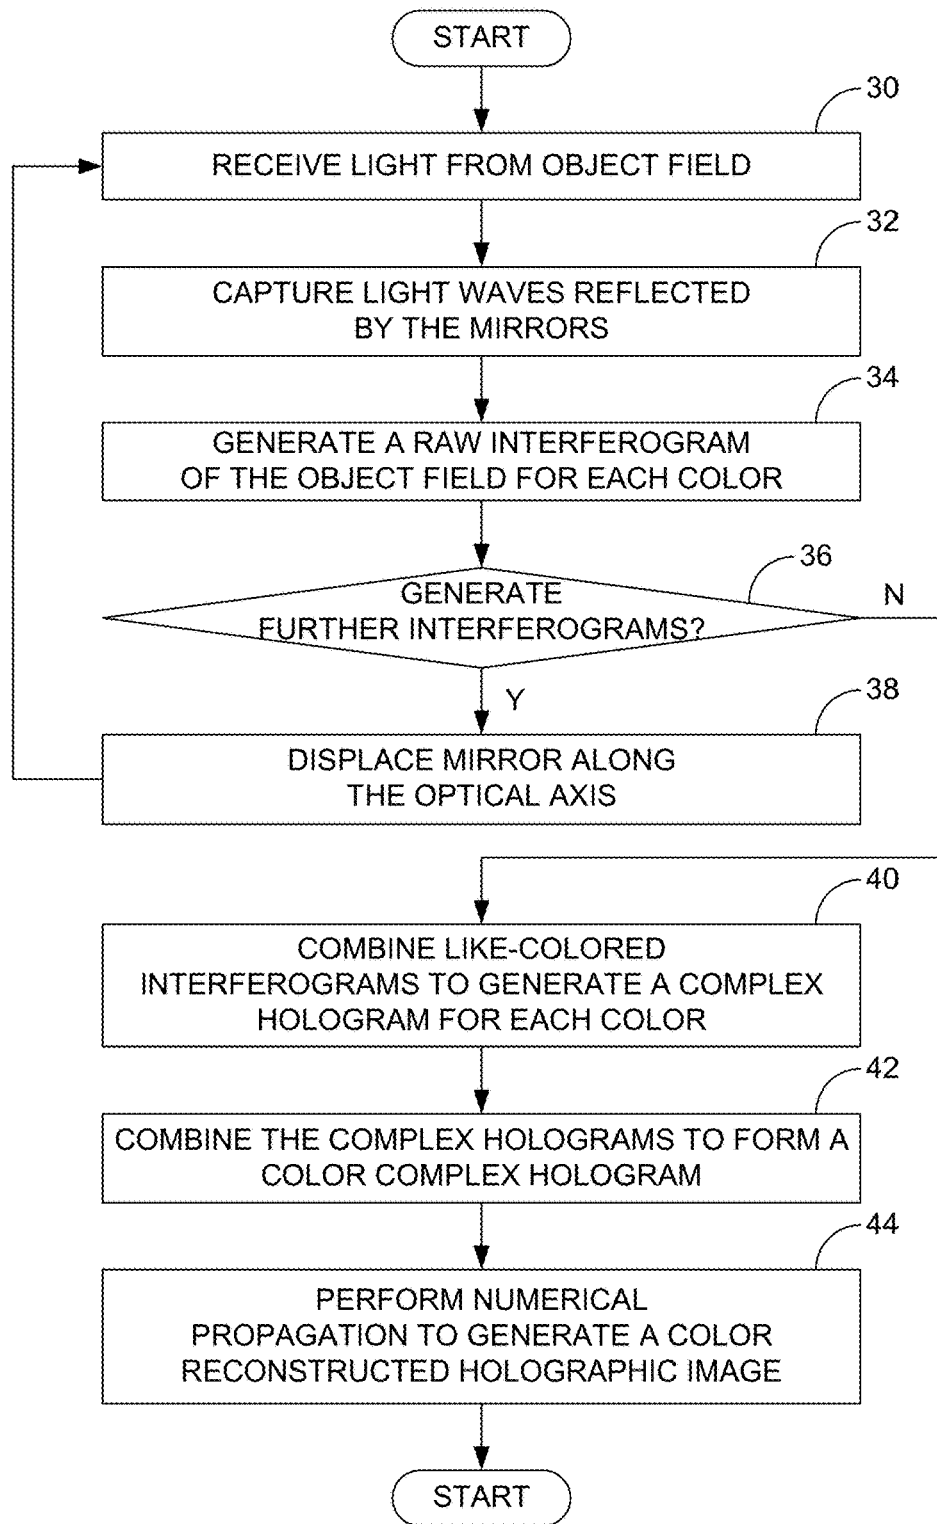 START
30
RECEIVE LIGHT FROM OBJECT FIELD
32
CAPTURE LIGHT WAVES REFLECTED
BY THE MIRRORS
34
GENERATE A RAW INTERFEROGRAM
OF THE OBJECT FIELD FOR EACH COLOR
36
GENERATE
FURTHER INTERFEROGRAMS?
N
Y
38
DISPLACE MIRROR ALONG
THE OPTICAL AXIS
40
COMBINE LIKE-COLORED
INTERFEROGRAMS TO GENERATE A COMPLEX
HOLOGRAM FOR EACH COLOR
42
COMBINE THE COMPLEX HOLOGRAMS TO FORM A
COLOR COMPLEX HOLOGRAM
44
PERFORM NUMERICAL
PROPAGATION TO GENERATE A COLOR
RECONSTRUCTED HOLOGRAPHIC IMAGE
START